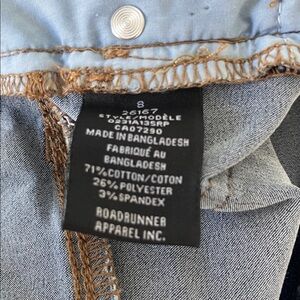 8
26167
STYLE/MODÈLE
0231A135RP
CA07290
MADE IN BANGLADESH
FABRIQUÉ AU
BANGLADESH
71% COTTON/COTON
26% POLYESTER
3% SPANDEX
ROADRUNNER
APPAREL INC.